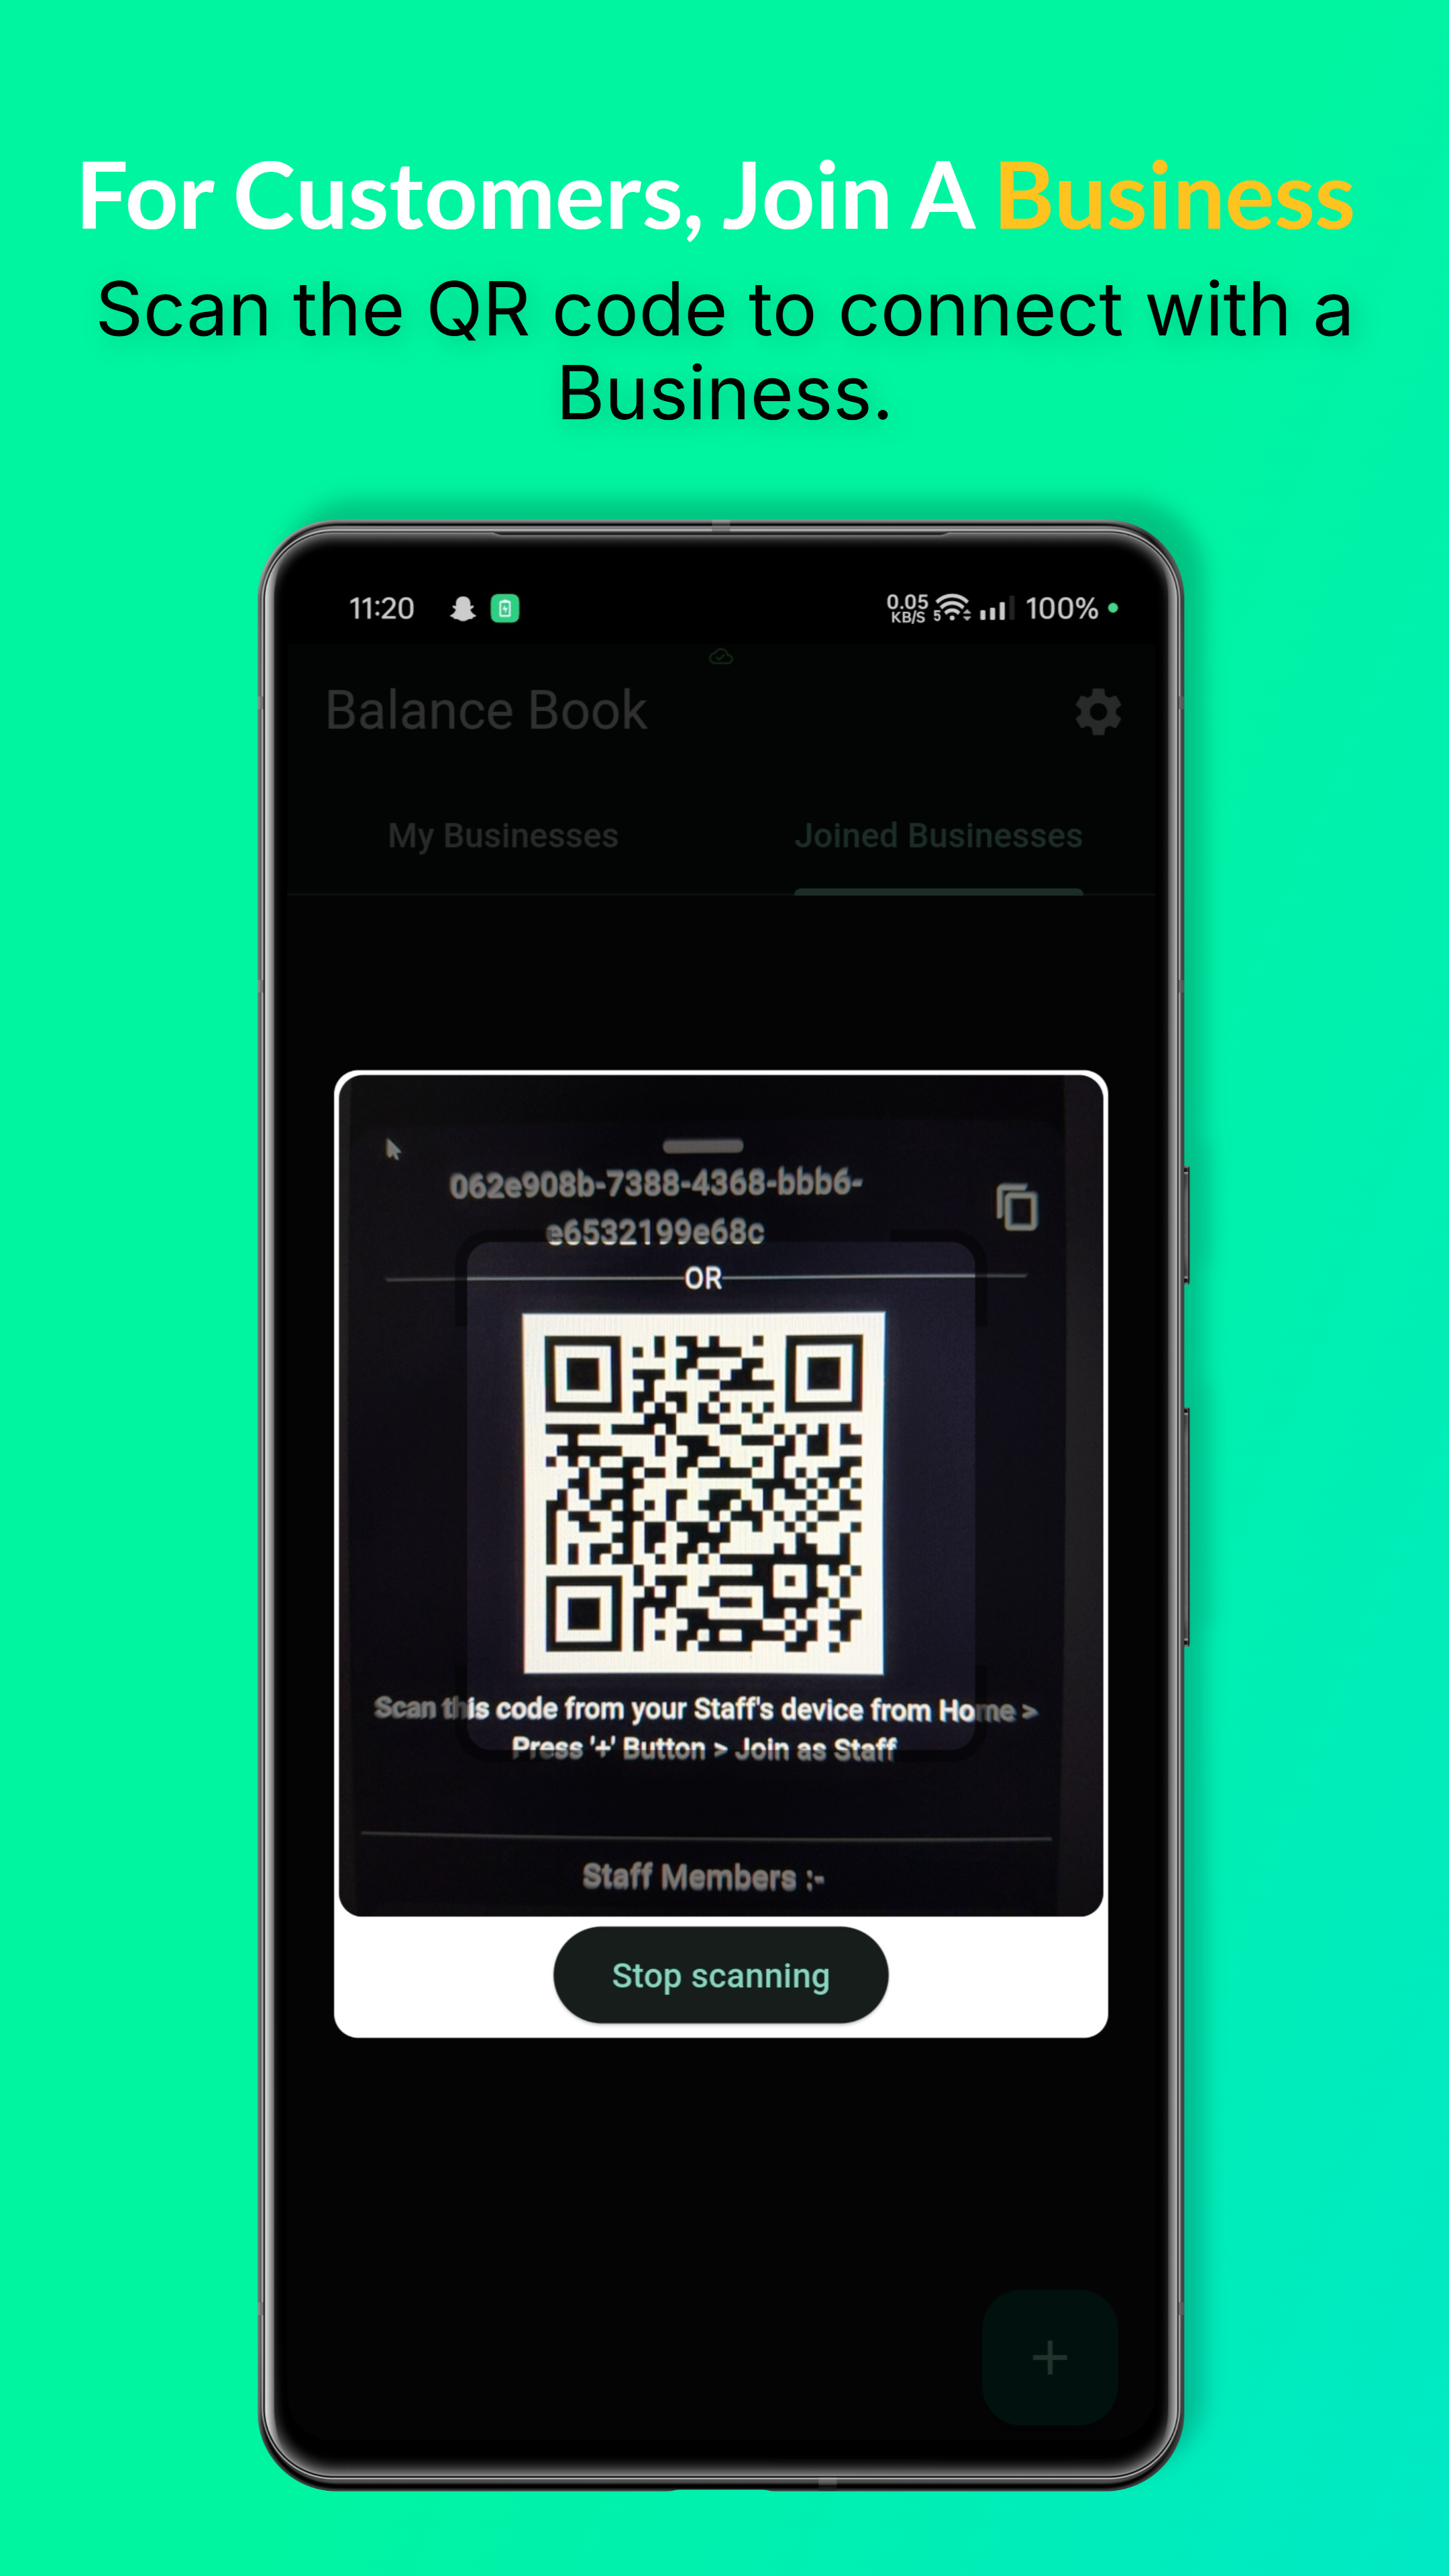 For Customers, Join A Business
Scan the QR code to connect with a
Business.
11:20
0.05
KB/S
5
100%
Balance Book
My Businesses
Joined Businesses
062e908b-7388-4368-bbb6-
e6532199e68c
OR
Scan this code from your Staff's device from Home >
Press '+' Button > Join as Staff
Staff Members :-
Stop scanning
+